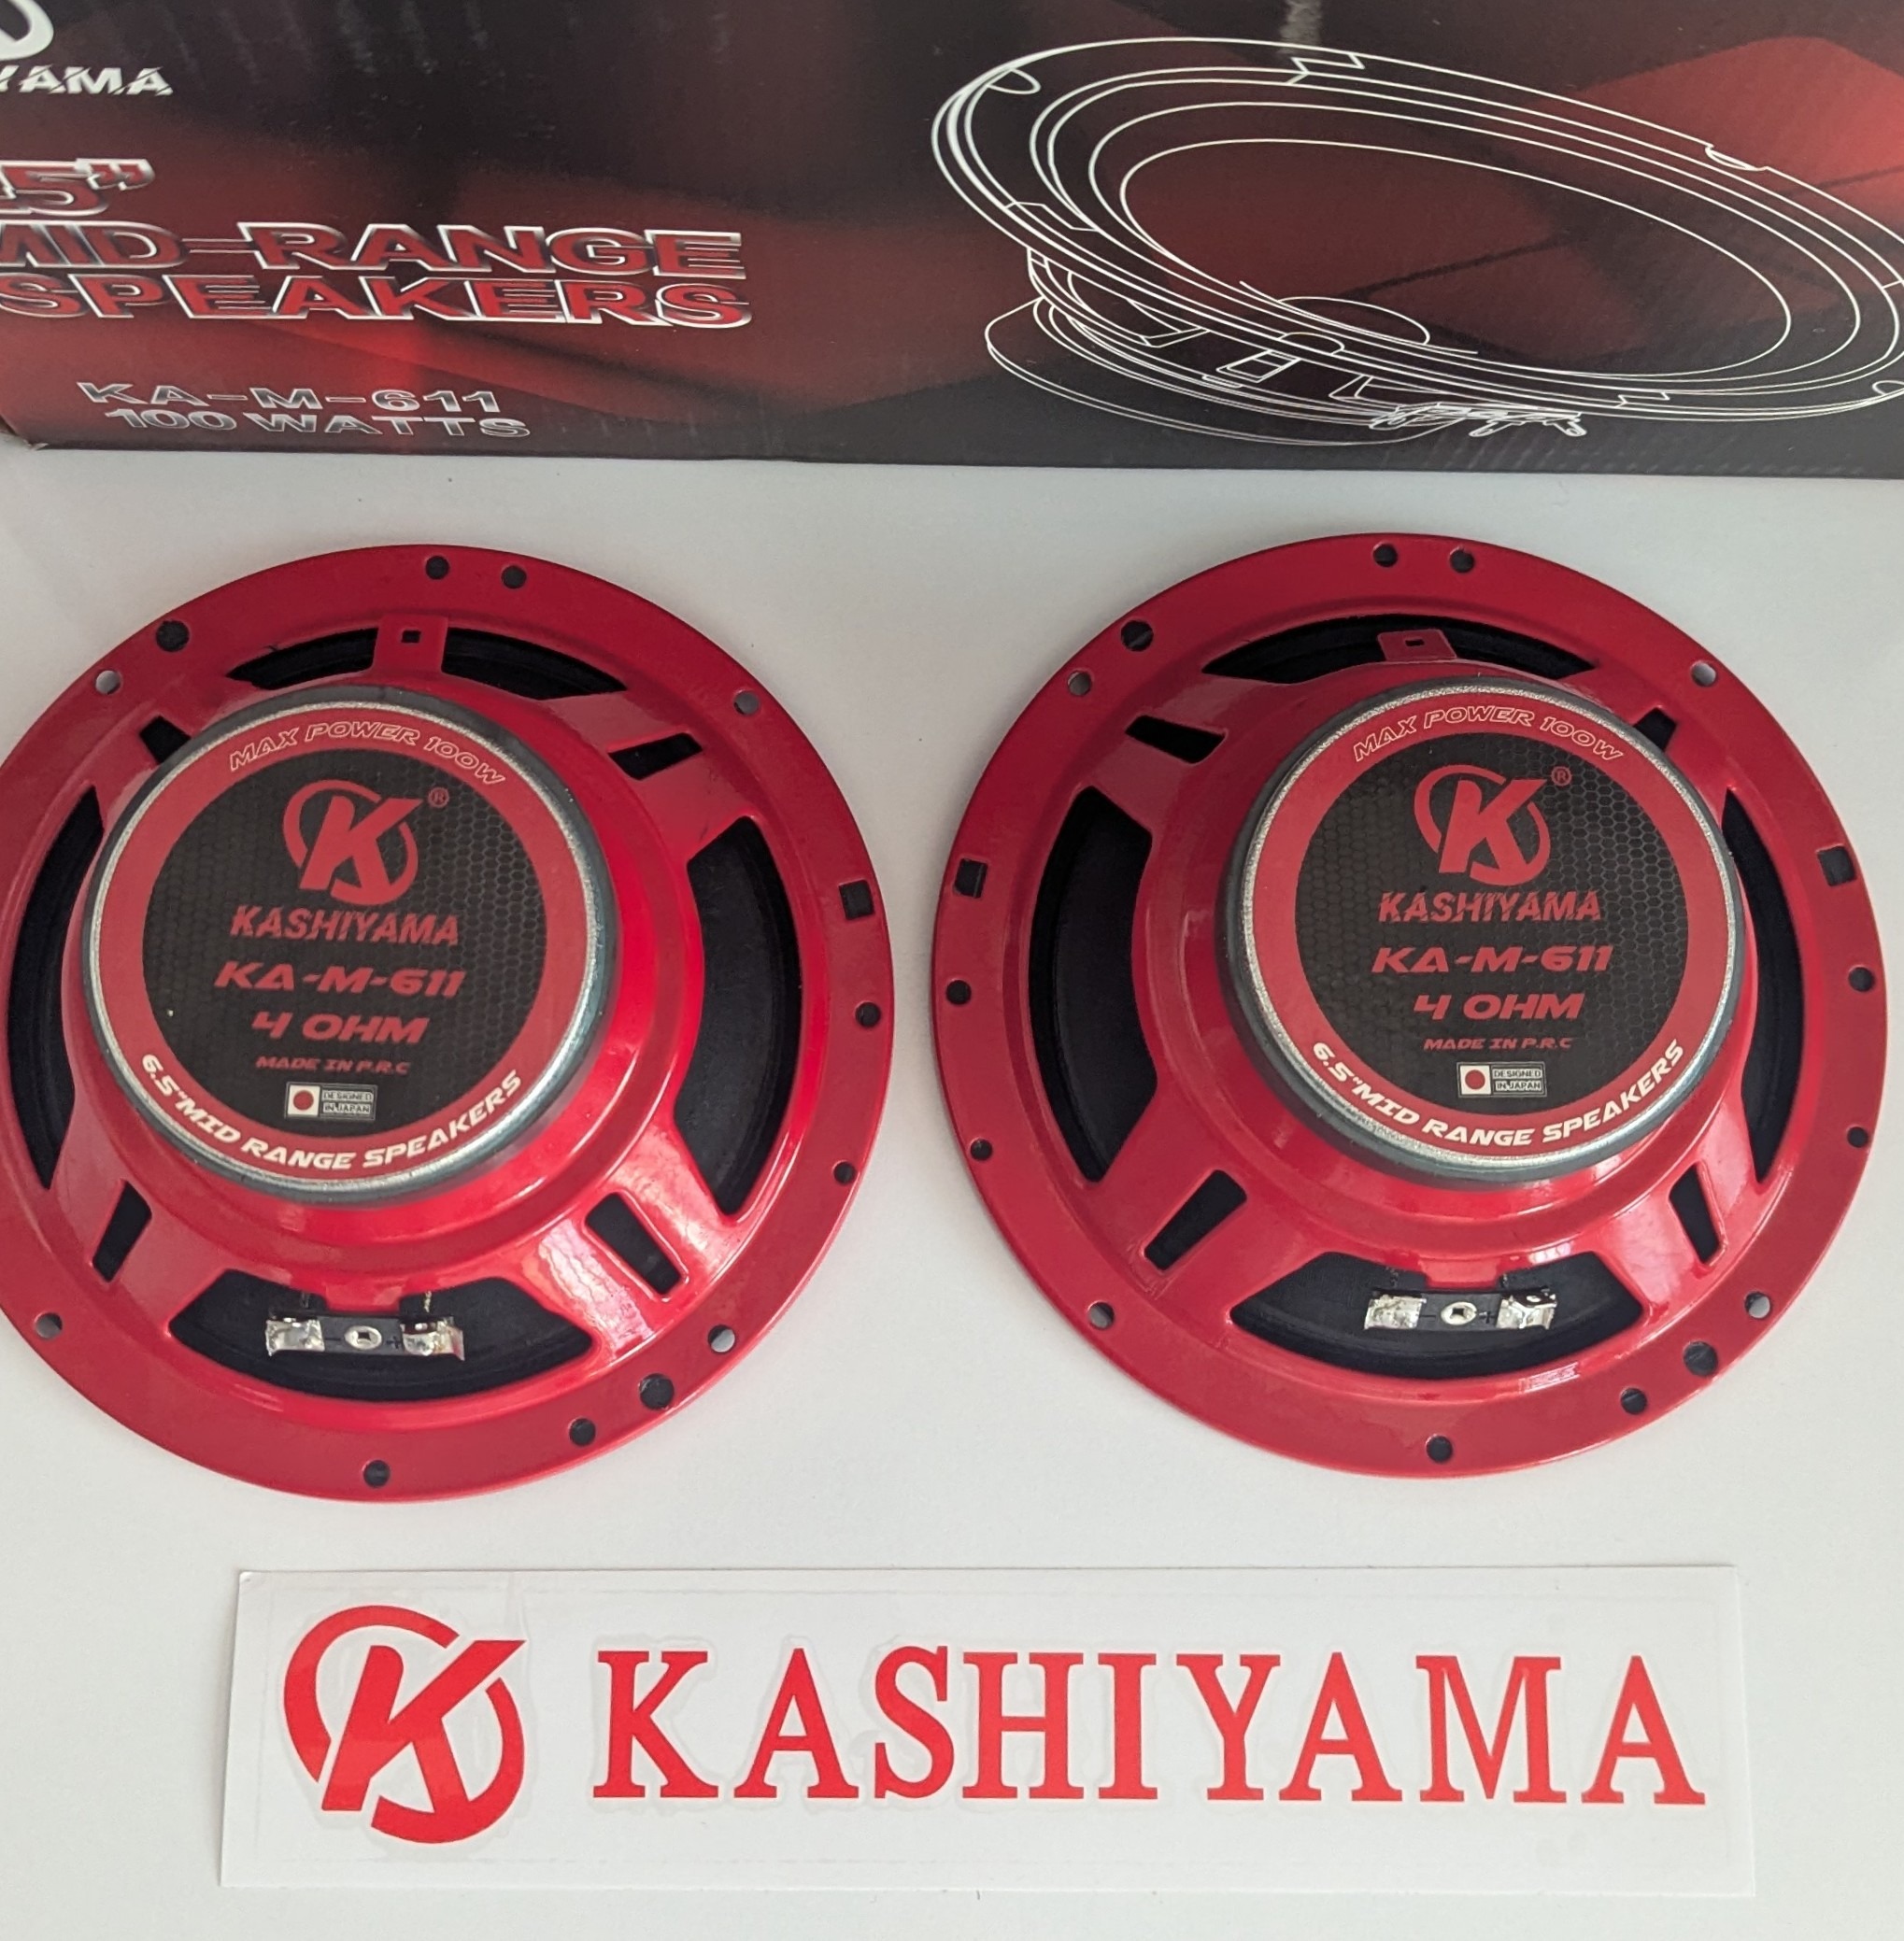 YAMA
5"
MID-RANGE
SPEAKERS
KA-M-611
100 WATTS
MAX POWER 100W
K®
KASHIYAMA
KA-M-611
4 OHM
MADE IN P.R.C
DESIGNED
IN JAPAN
6.5"MID RANGE SPEAKERS
MAX POWER 100W
K®
KASHIYAMA
KA-M-611
4 OHM
MADE IN P.R.C
DESIGNED
IN JAPAN
6.5"MID RANGE SPEAKERS
K KASHIYAMA